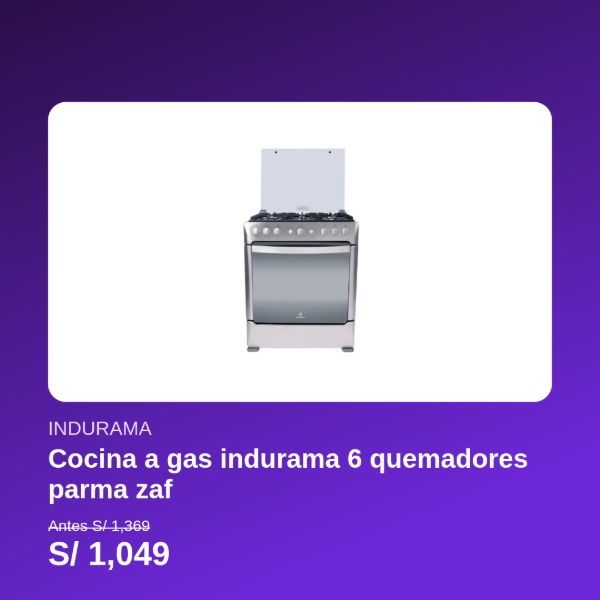 INDURAMA
Cocina a gas indurama 6 quemadores
parma zaf
Antes S/ 1,369
S/ 1,049